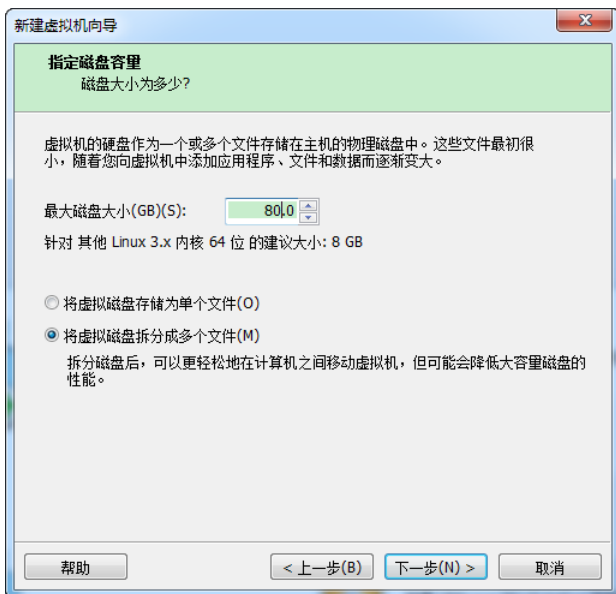 新建虚拟机向导
指定磁盘容量
磁盘大小为多少?
虚拟机的硬盘作为一个或多个文件存储在主机的物理磁盘中。这些文件最初很
小，随着您向虚拟机中添加应用程序、文件和数据而逐渐变大。
最大磁盘大小(GB)(S): 80.0
针对 其他 Linux 3.x 内核 64 位 的建议大小: 8 GB
将虚拟磁盘存储为单个文件(O)
将虚拟磁盘拆分成多个文件(M)
拆分磁盘后，可以更轻松地在计算机之间移动虚拟机，但可能会降低大容量磁盘的
性能。
帮助 < 上一步(B) 下一步(N) > 取消